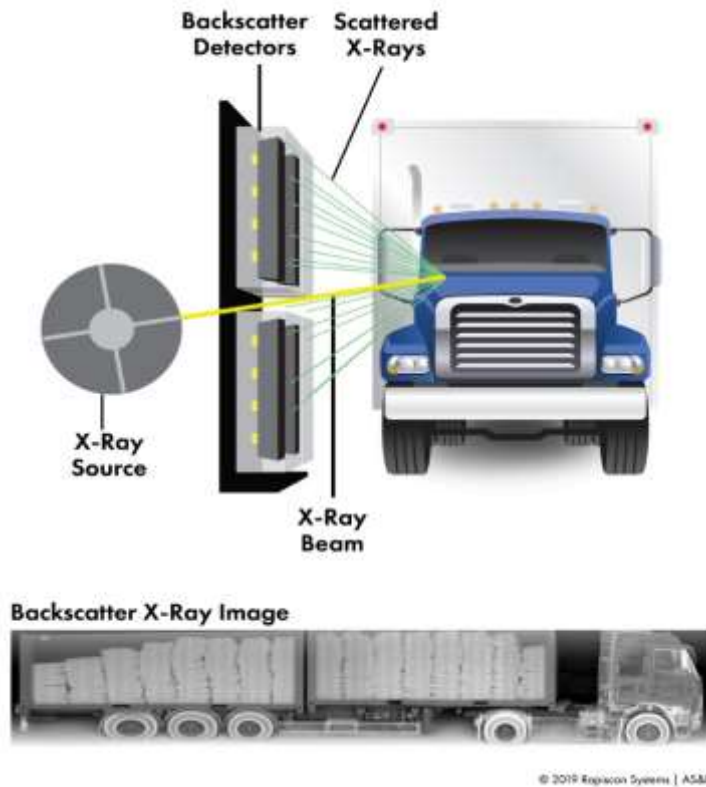 Backscatter
Detectors
Scattered
X-Rays
X-Ray
Source
X-Ray
Beam
Backscatter X-Ray Image
© 2019 Rapiscan Systems | AS&E